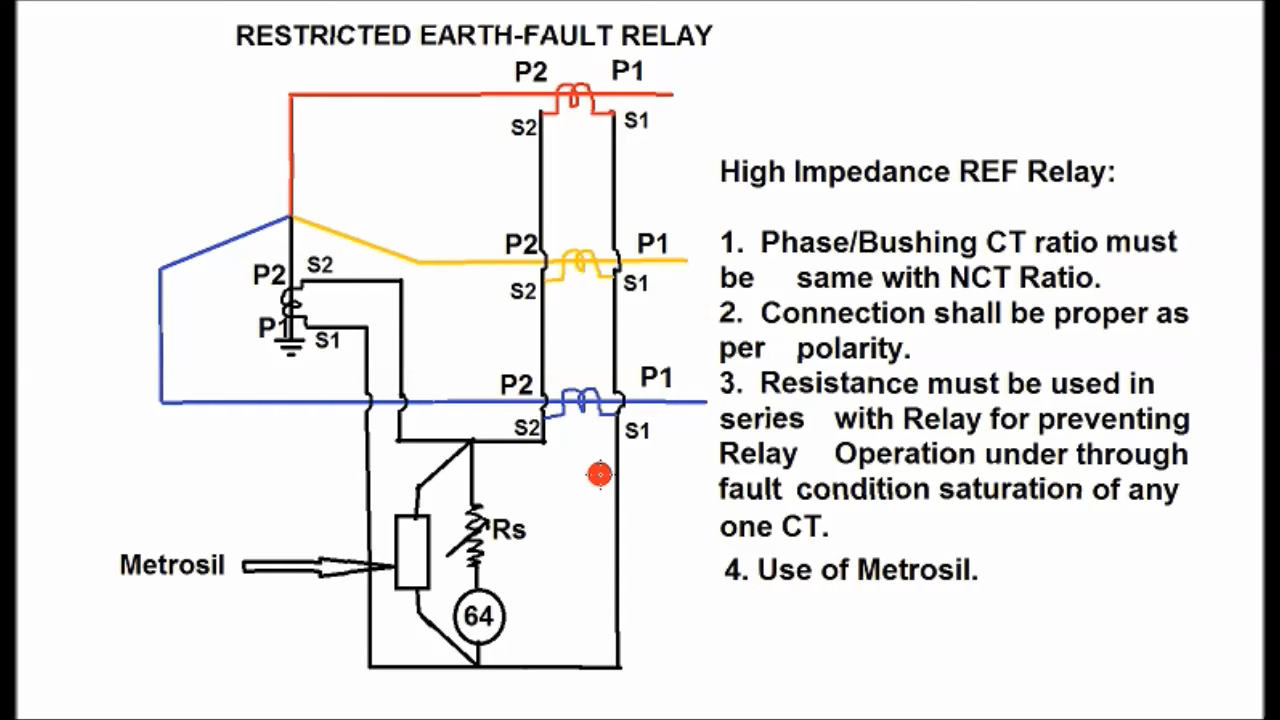 RESTRICTED EARTH-FAULT RELAY
P2 P1
S2 S1
P2 P1
S2 S1
P2 S2
P1 S1
P2 P1
S2 S1
Rs
Metrosil
64
High Impedance REF Relay:
1. Phase/Bushing CT ratio must
be same with NCT Ratio.
2. Connection shall be proper as
per polarity.
3. Resistance must be used in
series with Relay for preventing
Relay Operation under through
fault condition saturation of any
one CT.
4. Use of Metrosil.